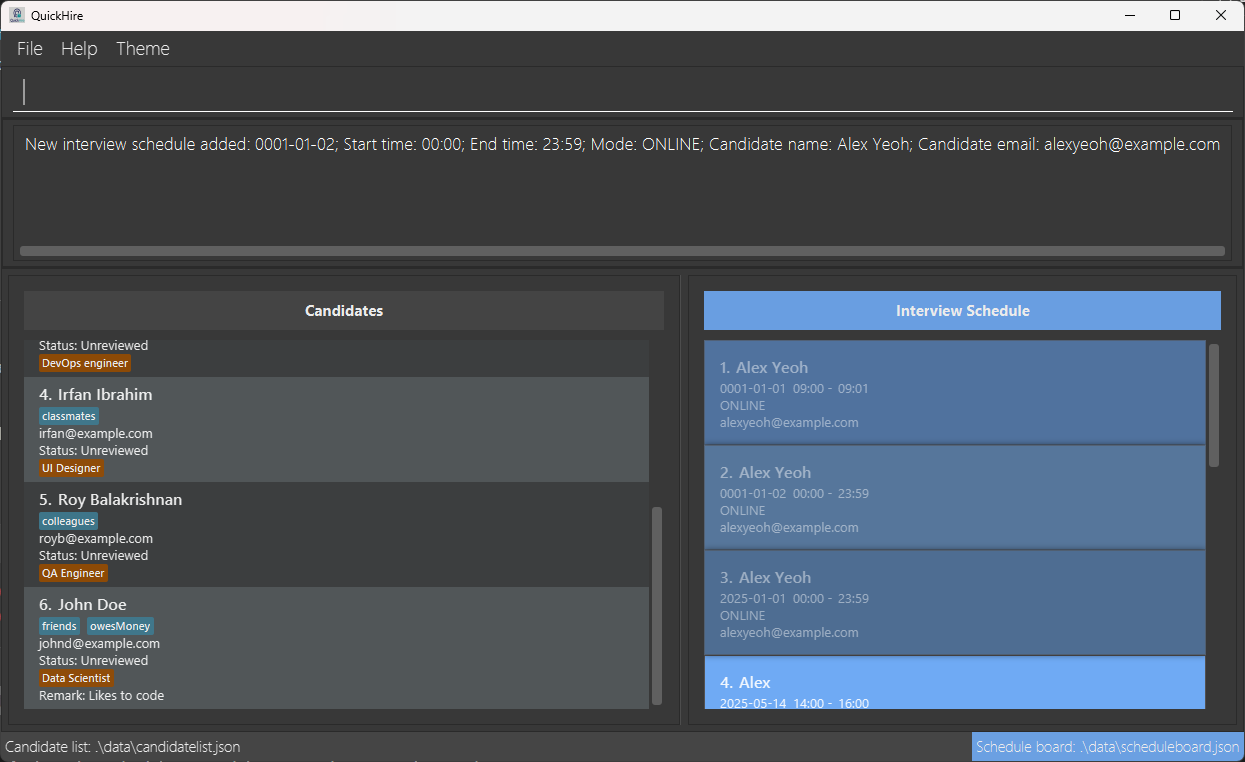 QuickHire
File Help Theme
New interview schedule added: 0001-01-02; Start time: 00:00; End time: 23:59; Mode: ONLINE; Candidate name: Alex Yeoh; Candidate email: alexyeoh@example.com
Candidates
Status: Unreviewed
DevOps engineer
4. Irfan Ibrahim
classmates
irfan@example.com
Status: Unreviewed
UI Designer
5. Roy Balakrishnan
colleagues
royb@example.com
Status: Unreviewed
QA Engineer
6. John Doe
friends owesMoney
johnd@example.com
Status: Unreviewed
Data Scientist
Remark: Likes to code
Interview Schedule
1. Alex Yeoh
0001-01-01 09:00 - 09:01
ONLINE
alexyeoh@example.com
2. Alex Yeoh
0001-01-02 00:00 - 23:59
ONLINE
alexyeoh@example.com
3. Alex Yeoh
2025-01-01 00:00 - 23:59
ONLINE
alexyeoh@example.com
4. Alex
2025-05-14 14:00 - 16:00
Candidate list: .\data\candidatelist.json
Schedule board: .\data\scheduleboard.json